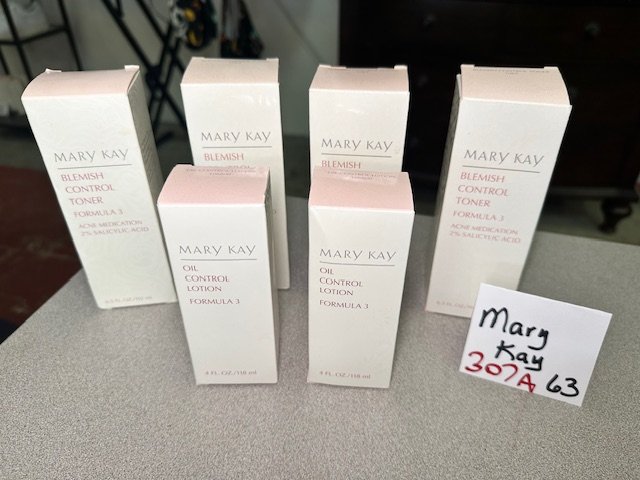 MARY KAY
BLEMISH
CONTROL
TONER
FORMULA 3
ACNE MEDICATION
2% SALICYLIC ACID
MARY KAY
BLEMISH
MARY KAY
BLEMISH
MARY KAY
BLEMISH
CONTROL
TONER
FORMULA 3
ACNE MEDICATION
2% SALICYLIC ACID
MARY KAY
OIL
CONTROL
LOTION
FORMULA 3
4 FL. OZ./118 ml
MARY KAY
OIL
CONTROL
LOTION
FORMULA 3
4 FL. OZ./118 ml
Mary
Kay
307A 63